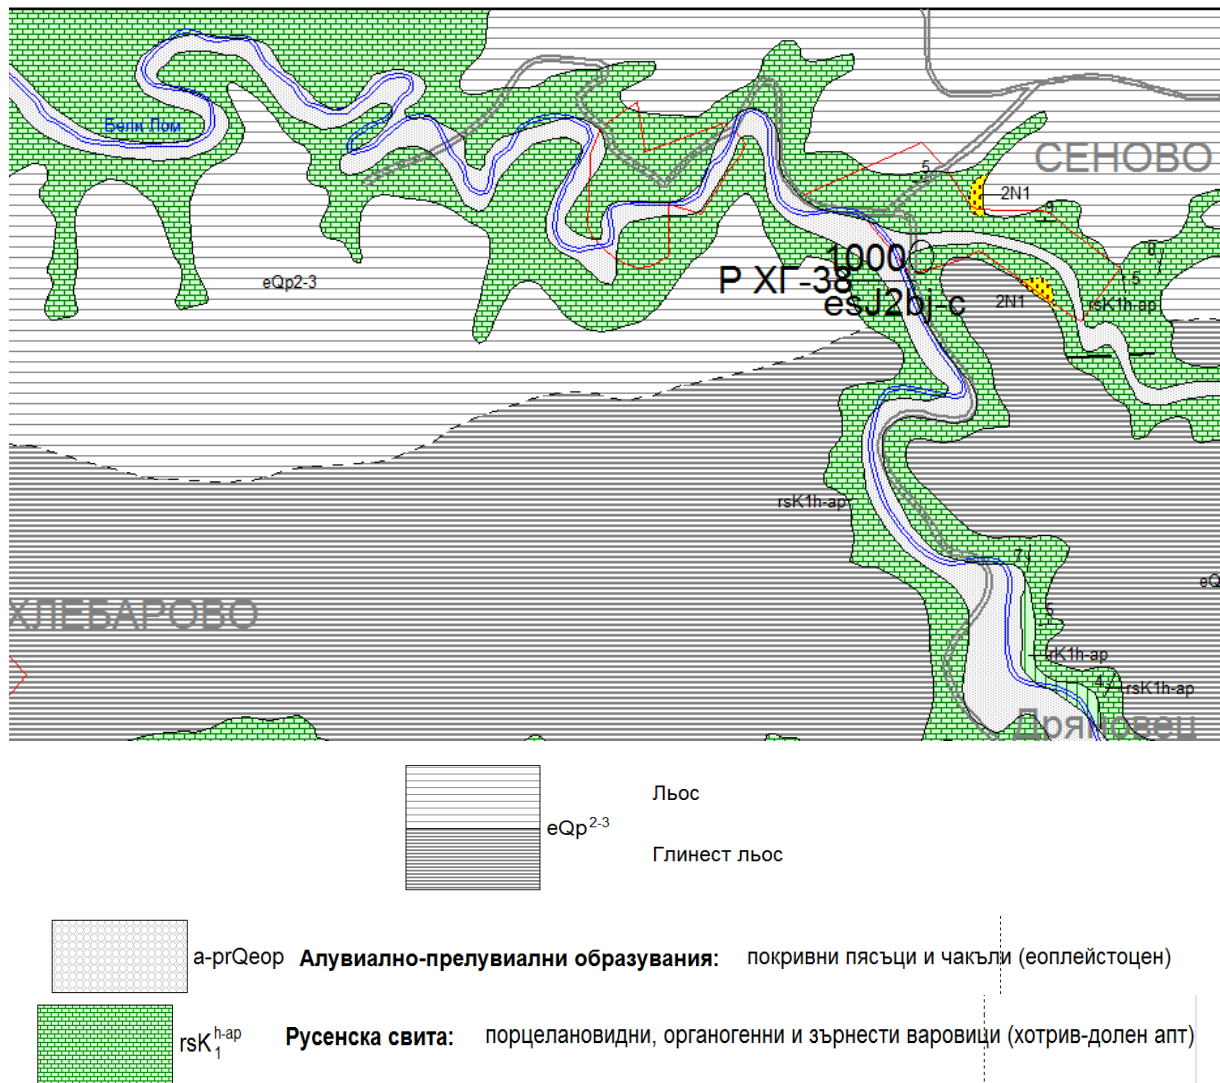 Бели Лом
СЕНОВО
5
2N1
6
1000
Р ХГ-38
5
eQp2-3
2N1
esJ2bj-c
rsK1h-ap
rsK1h-ap
7
eQ
ХЛЕБАРОВО
5
rK1h-ap
4
rsK1h-ap
Дряновец
Льос
eQp2-3
Глинест льос
a-prQeop Алувиално-прелувиални образувания: покривни пясъци и чакъли (еоплейстоцен)
rsK1h-ap Русенска свита: порцелановидни, органогенни и зърнести варовици (хотрив-долен апт)